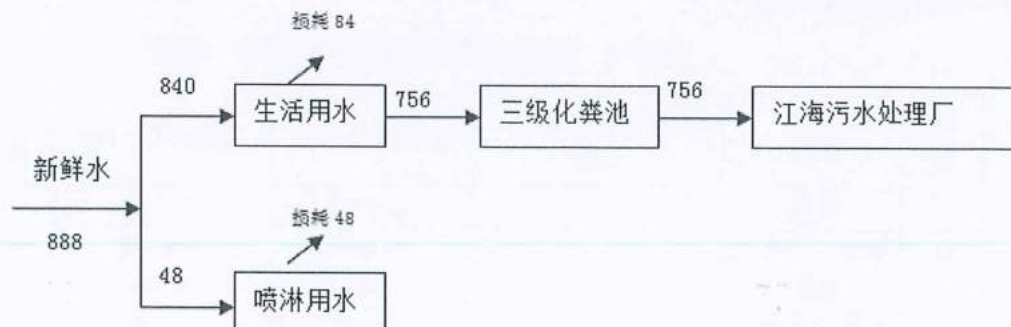 损耗 84
840
生活用水
756
三级化粪池
756
江海污水处理厂
新鲜水
888
损耗 48
48
喷淋用水